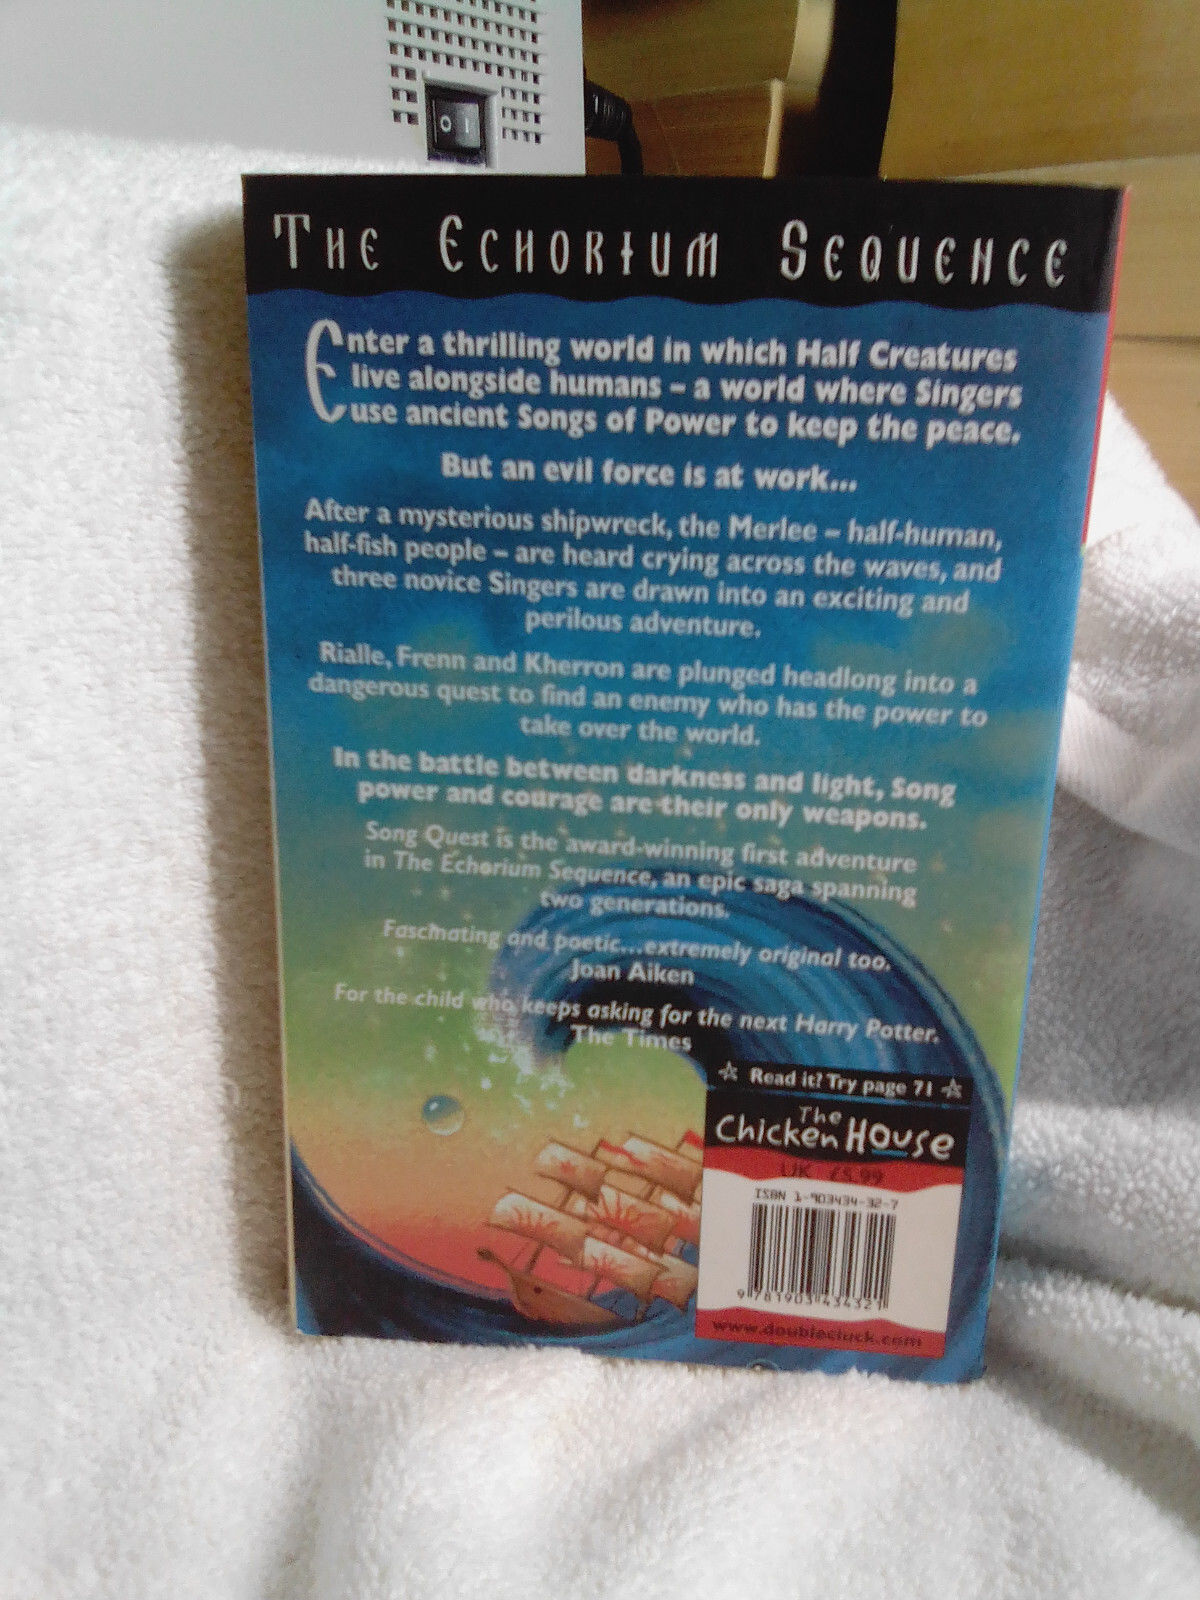 THE ECHORIUM SEQUENCE
Enter a thrilling world in which Half Creatures
live alongside humans – a world where Singers
use ancient Songs of Power to keep the peace.
But an evil force is at work...
After a mysterious shipwreck, the Merlee – half-human,
half-fish people – are heard crying across the waves, and
three novice Singers are drawn into an exciting and
perilous adventure.
Rialle, Frenn and Kherron are plunged headlong into a
dangerous quest to find an enemy who has the power to
take over the world.
In the battle between darkness and light, Song
power and courage are their only weapons.
Song Quest is the award-winning first adventure
in The Echorium Sequence, an epic saga spanning
two generations.
Fascinating and poetic...extremely original too.
Joan Aiken
For the child who keeps asking for the next Harry Potter.
The Times
Read it? Try page 71
The
Chicken House
UK £5.99
ISBN 1-903434-32-7
9 781903 434321
www.doublecluck.com